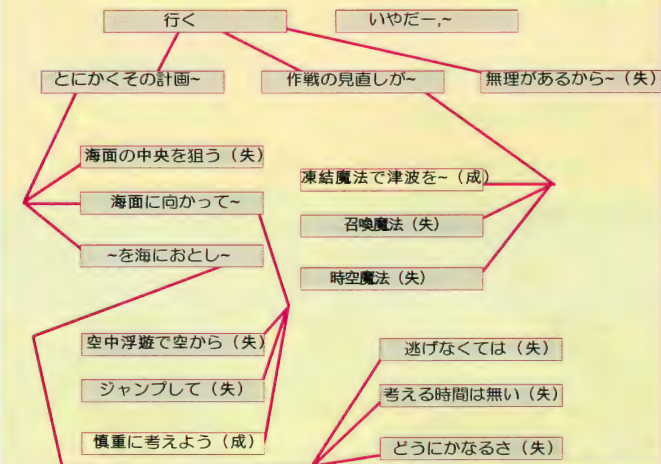 行く
いやだー,~
とにかくその計画~
作戦の見直しが~
無理があるから~（失）
海面の中央を狙う（失）
海面に向かって~
~を海におとし~
凍結魔法で津波を~（成）
召喚魔法（失）
時空魔法（失）
空中浮遊で空から（失）
ジャンプして（失）
慎重に考えよう（成）
逃げなくては（失）
考える時間は無い（失）
どうにかなるさ（失）